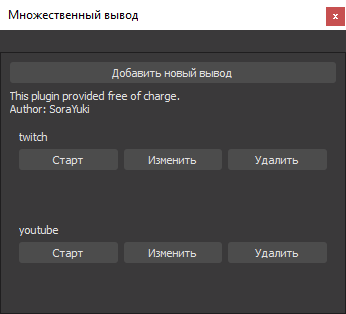 Множественный вывод
x
Добавить новый вывод
This plugin provided free of charge.
Author: SoraYuki
twitch
Старт Изменить Удалить
youtube
Старт Изменить Удалить